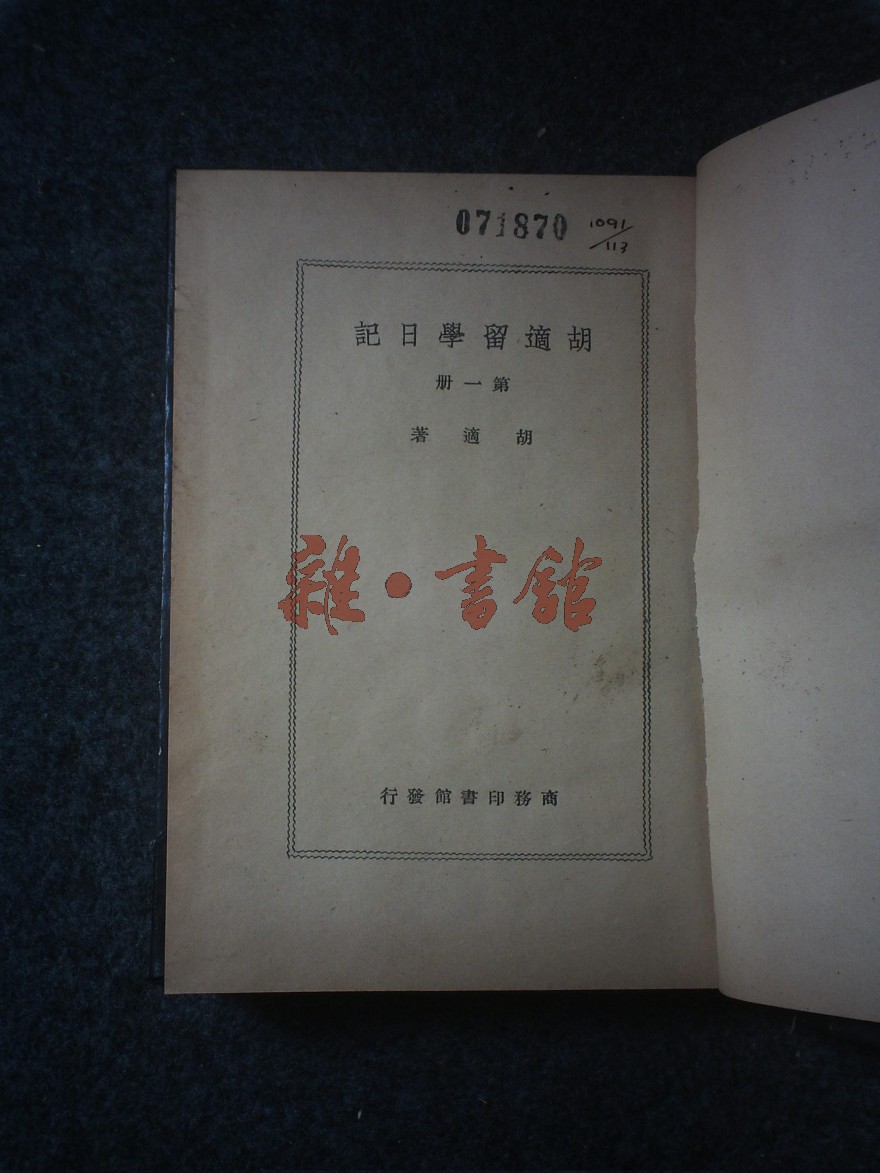 071870 1091/113
胡適留學日記
第一册
胡適著
雜·書館
商務印書館發行